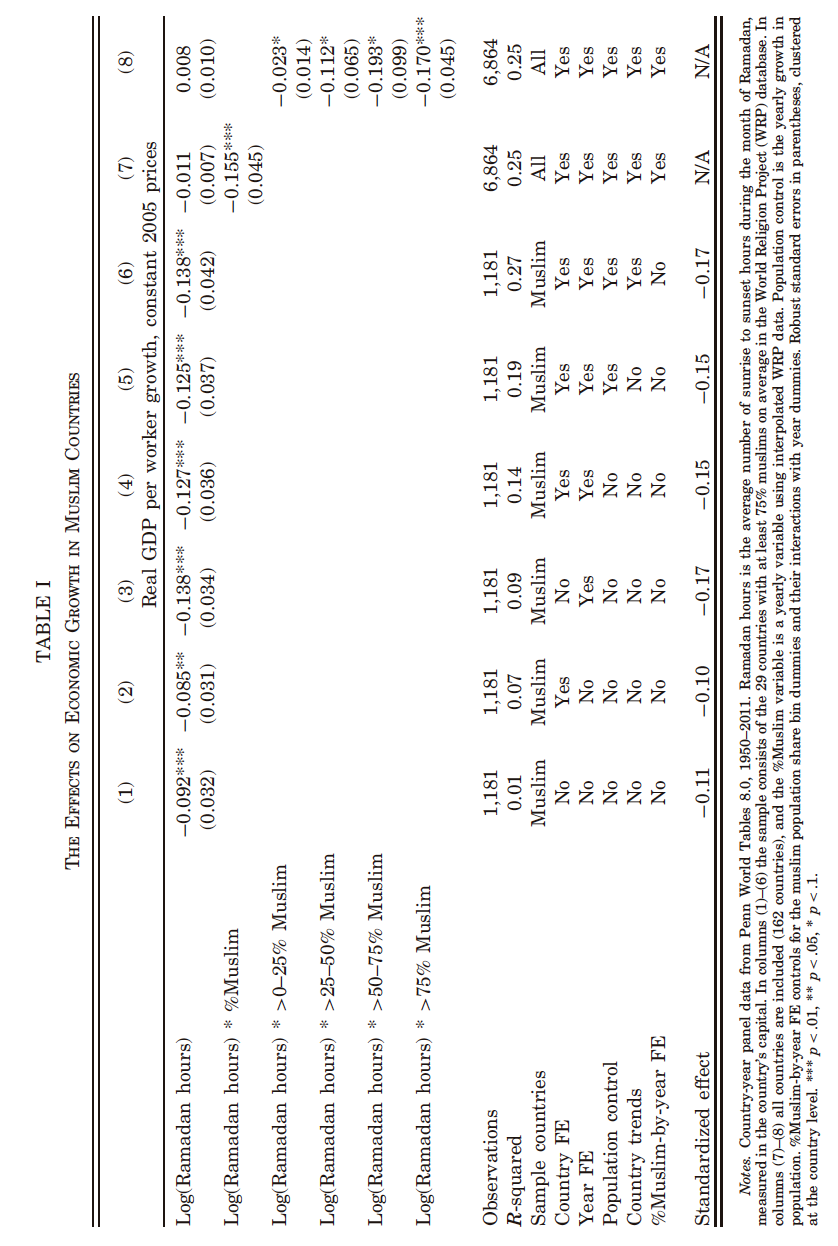 TABLE I
THE EFFECTS ON ECONOMIC GROWTH IN MUSLIM COUNTRIES
(1) (2) (3) (4) (5) (6) (7) (8)
Real GDP per worker growth, constant 2005 prices
Log(Ramadan hours) −0.092*** −0.085** −0.138*** −0.127*** −0.125*** −0.138*** −0.011 0.008
(0.032) (0.031) (0.034) (0.036) (0.037) (0.042) (0.007) (0.010)
Log(Ramadan hours) * %Muslim −0.155***
(0.045)
Log(Ramadan hours) * >0–25% Muslim −0.023*
(0.014)
Log(Ramadan hours) * >25–50% Muslim −0.112*
(0.065)
Log(Ramadan hours) * >50–75% Muslim −0.193*
(0.099)
Log(Ramadan hours) * >75% Muslim −0.170***
(0.045)
Observations 1,181 1,181 1,181 1,181 1,181 1,181 6,864 6,864
R-squared 0.01 0.07 0.09 0.14 0.19 0.27 0.25 0.25
Sample countries Muslim Muslim Muslim Muslim Muslim Muslim All All
Country FE No Yes No Yes Yes Yes Yes Yes
Year FE No No Yes Yes Yes Yes Yes Yes
Population control No No No No Yes Yes Yes Yes
Country trends No No No No No Yes Yes Yes
%Muslim-by-year FE No No No No No No Yes Yes
Standardized effect −0.11 −0.10 −0.17 −0.15 −0.15 −0.17 N/A N/A
Notes. Country-year panel data from Penn World Tables 8.0, 1950–2011. Ramadan hours is the average number of sunrise to sunset hours during the month of Ramadan,
measured in the country's capital. In columns (1)–(6) the sample consists of the 29 countries with at least 75% muslims on average in the World Religion Project (WRP) database. In
columns (7)–(8) all countries are included (162 countries), and the %Muslim variable is a yearly variable using interpolated WRP data. Population control is the yearly growth in
population. %Muslim-by-year FE controls for the muslim population share bin dummies and their interactions with year dummies. Robust standard errors in parentheses, clustered
at the country level. *** p < .01, ** p < .05, * p < .1.